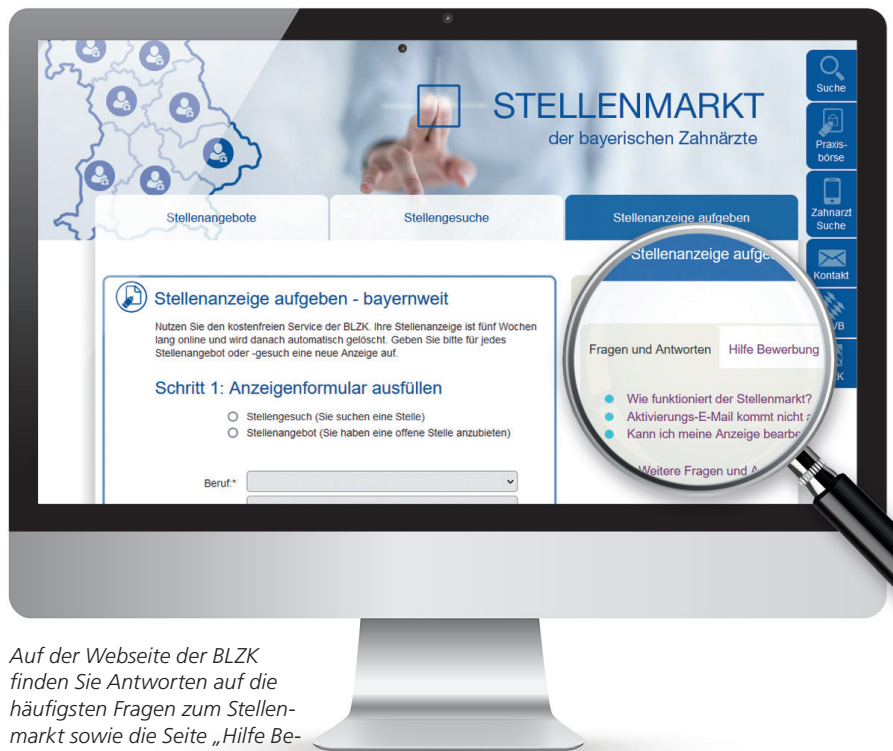 STELLENMARKT
der bayerischen Zahnärzte
Suche
Praxis-
börse
Zahnarzt
Suche
Kontakt
VB
K
Stellenangebote
Stellengesuche
Stellenanzeige aufgeben
Stellenanzeige aufge
Stellenanzeige aufgeben - bayernweit
Nutzen Sie den kostenfreien Service der BLZK. Ihre Stellenanzeige ist fünf Wochen
lang online und wird danach automatisch gelöscht. Geben Sie bitte für jedes
Stellenangebot oder -gesuch eine neue Anzeige auf.
Schritt 1: Anzeigenformular ausfüllen
Stellengesuch (Sie suchen eine Stelle)
Stellenangebot (Sie haben eine offene Stelle anzubieten)
Beruf:*
Fragen und Antworten
Hilfe Bewerbung
Wie funktioniert der Stellenmarkt?
Aktivierungs-E-Mail kommt nicht a
Kann ich meine Anzeige bearbe
Weitere Fragen und A
Auf der Webseite der BLZK
finden Sie Antworten auf die
häufigsten Fragen zum Stellen-
markt sowie die Seite „Hilfe Be-